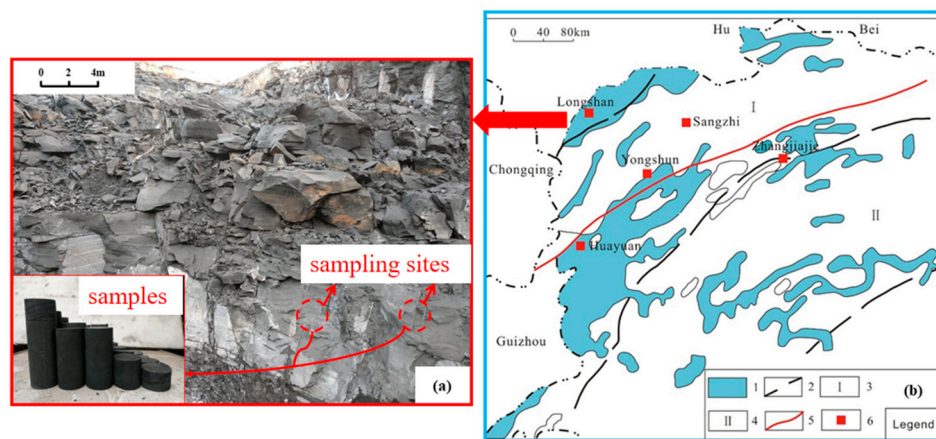 0 2 4m
sampling sites
samples
(a)
0 40 80km
Hu Bei
Longshan
I
Sangzhi
Zhangjiajie
Chongqing
Yongshun
II
Huayuan
Guizhou
1 2 I 3 (b)
II 4 5 6 Legend